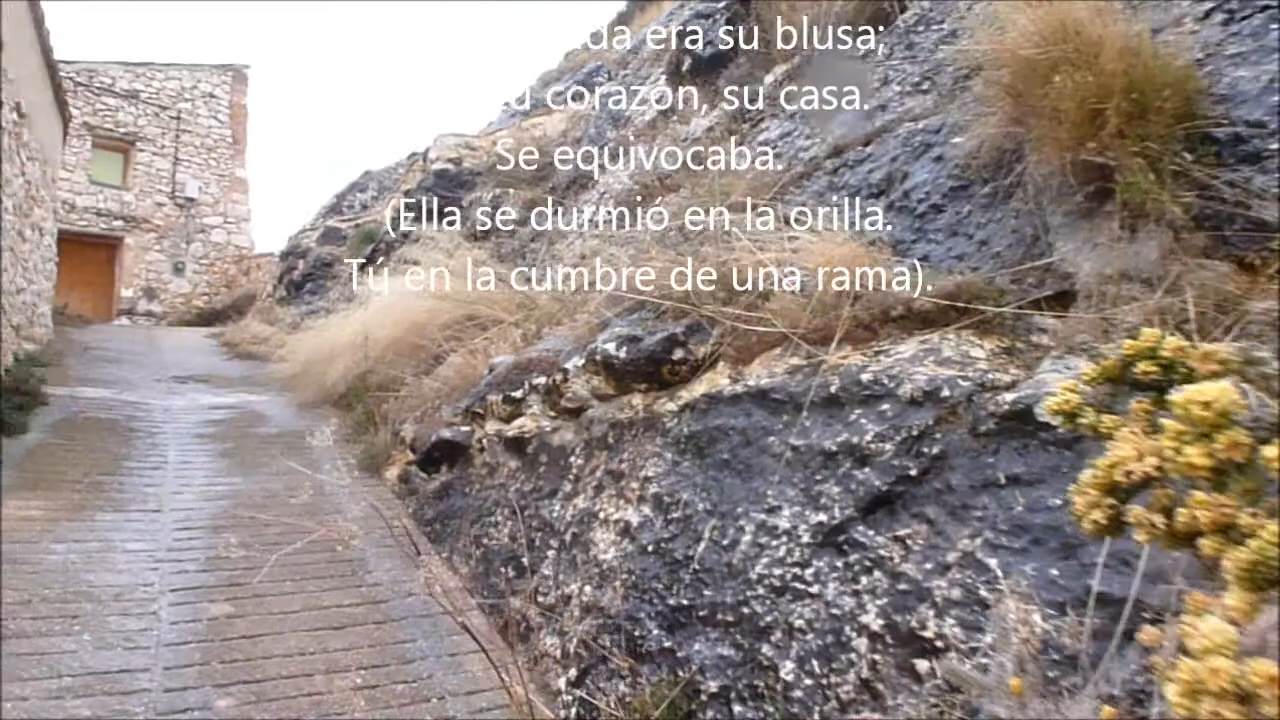 era su blusa;
corazón, su casa.
Se equivocaba.
(Ella se durmió en la orilla.
Tú en la cumbre de una rama).